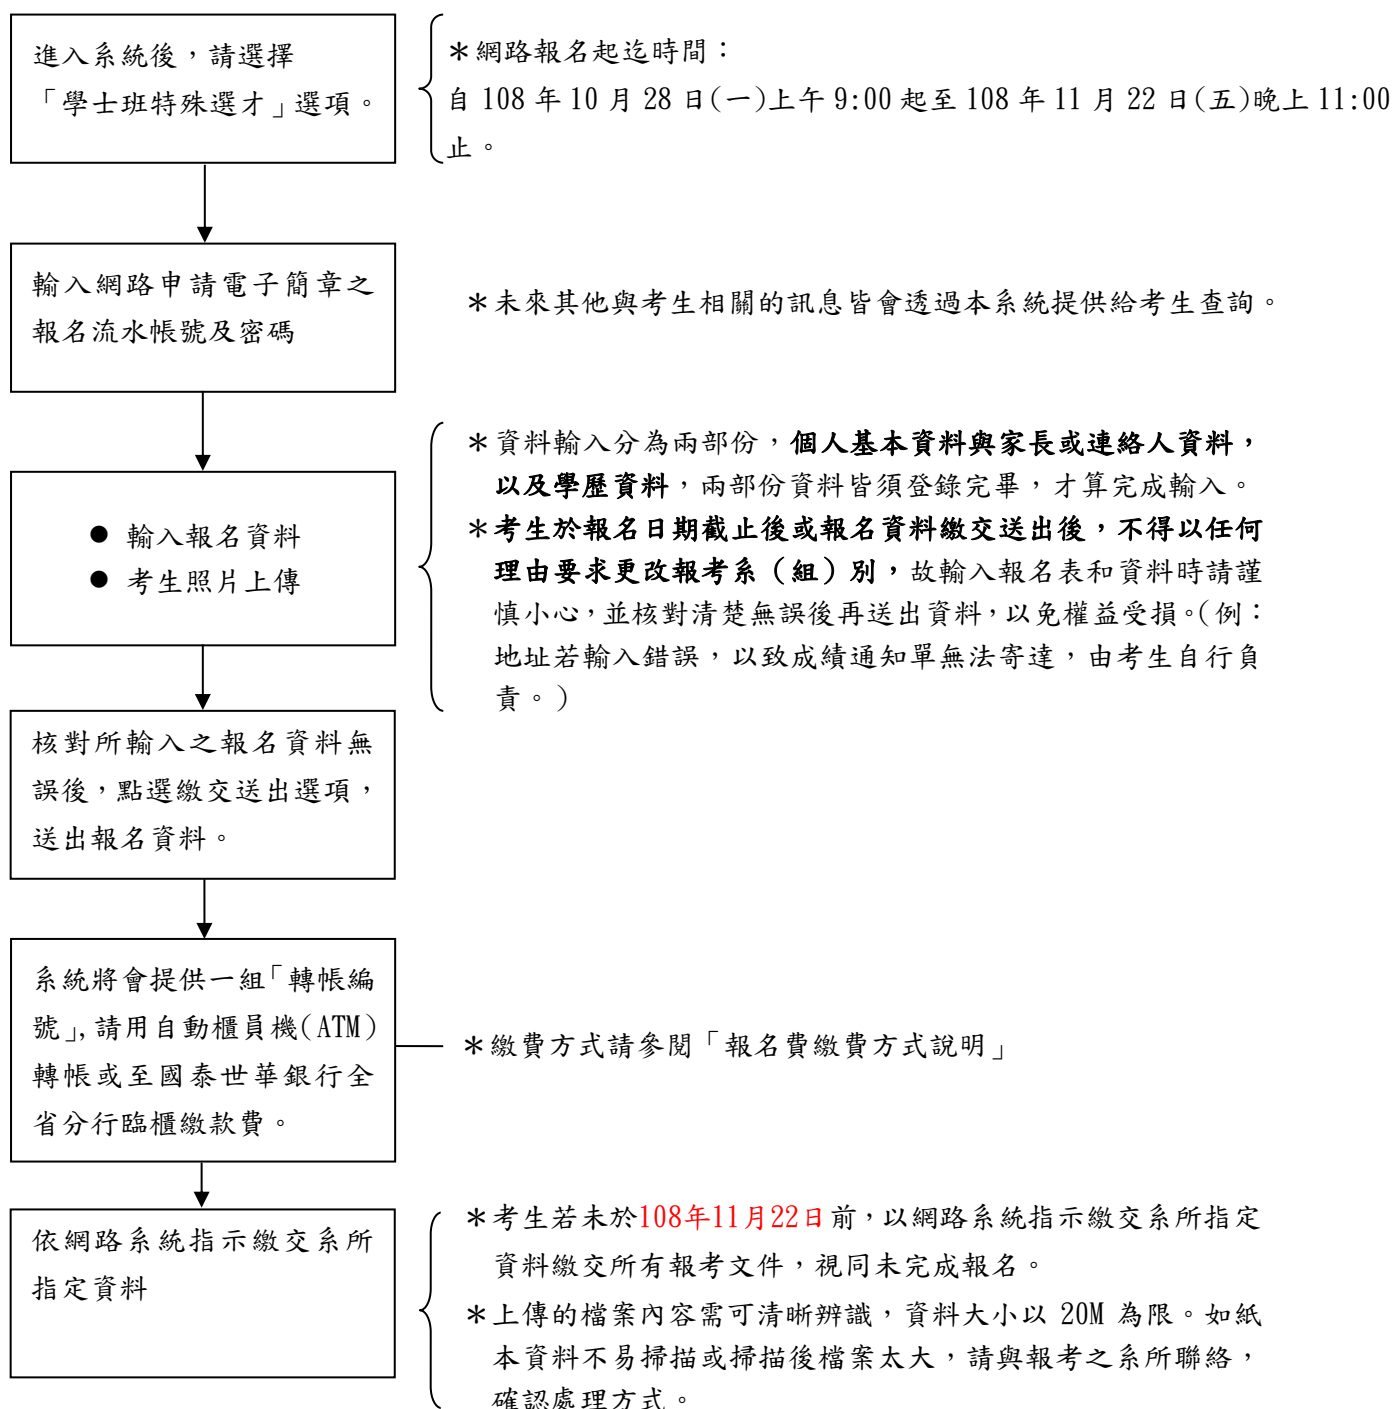 進入系統後，請選擇
「學士班特殊選才」選項。
＊網路報名起迄時間：
自 108 年 10 月 28 日(一)上午 9:00 起至 108 年 11 月 22 日(五)晚上 11:00
止。
輸入網路申請電子簡章之
報名流水帳號及密碼
＊未來其他與考生相關的訊息皆會透過本系統提供給考生查詢。
● 輸入報名資料
● 考生照片上傳
＊資料輸入分為兩部份，個人基本資料與家長或連絡人資料，
以及學歷資料，兩部份資料皆須登錄完畢，才算完成輸入。
＊考生於報名日期截止後或報名資料繳交送出後，不得以任何
理由要求更改報考系（組）別，故輸入報名表和資料時請謹
慎小心，並核對清楚無誤後再送出資料，以免權益受損。(例：
地址若輸入錯誤，以致成績通知單無法寄達，由考生自行負
責。)
核對所輸入之報名資料無
誤後，點選繳交送出選項，
送出報名資料。
系統將會提供一組「轉帳編
號」,請用自動櫃員機(ATM)
轉帳或至國泰世華銀行全
省分行臨櫃繳款費。
＊繳費方式請參閱「報名費繳費方式說明」
依網路系統指示繳交系所
指定資料
＊考生若未於108年11月22日前，以網路系統指示繳交系所指定
資料繳交所有報考文件，視同未完成報名。
＊上傳的檔案內容需可清晰辨識，資料大小以 20M 為限。如紙
本資料不易掃描或掃描後檔案太大，請與報考之系所聯絡，
確認處理方式。